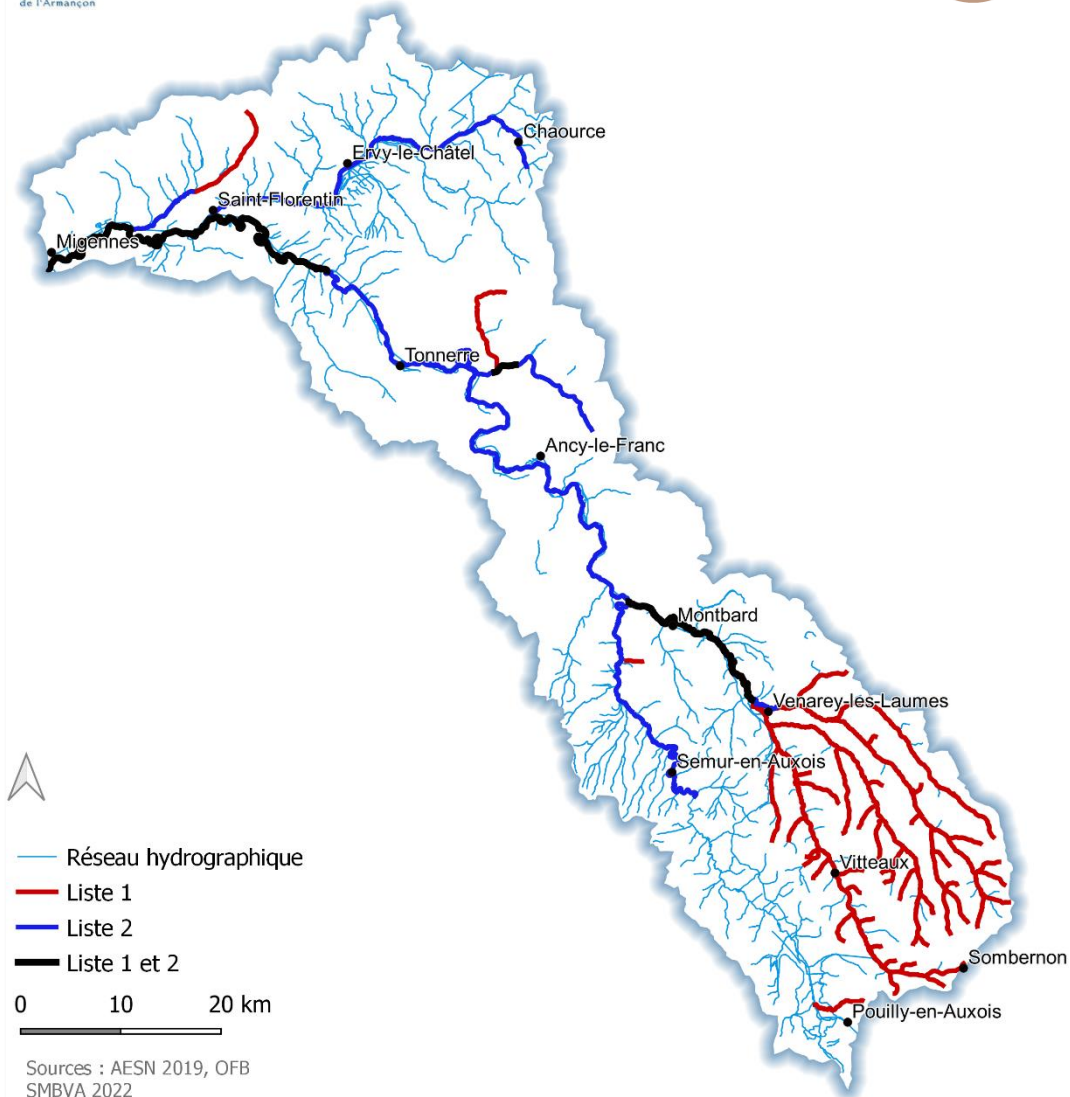 de l'Armançon
Chaource
Ervy-le-Châtel
Saint-Florentin
Migennes
Tonnerre
Ancy-le-Franc
Montbard
Venarey-les-Laumes
Semur-en-Auxois
Vitteaux
Sombernon
Pouilly-en-Auxois
Réseau hydrographique
Liste 1
Liste 2
Liste 1 et 2
0 10 20 km
Sources : AESN 2019, OFB
SMBVA 2022